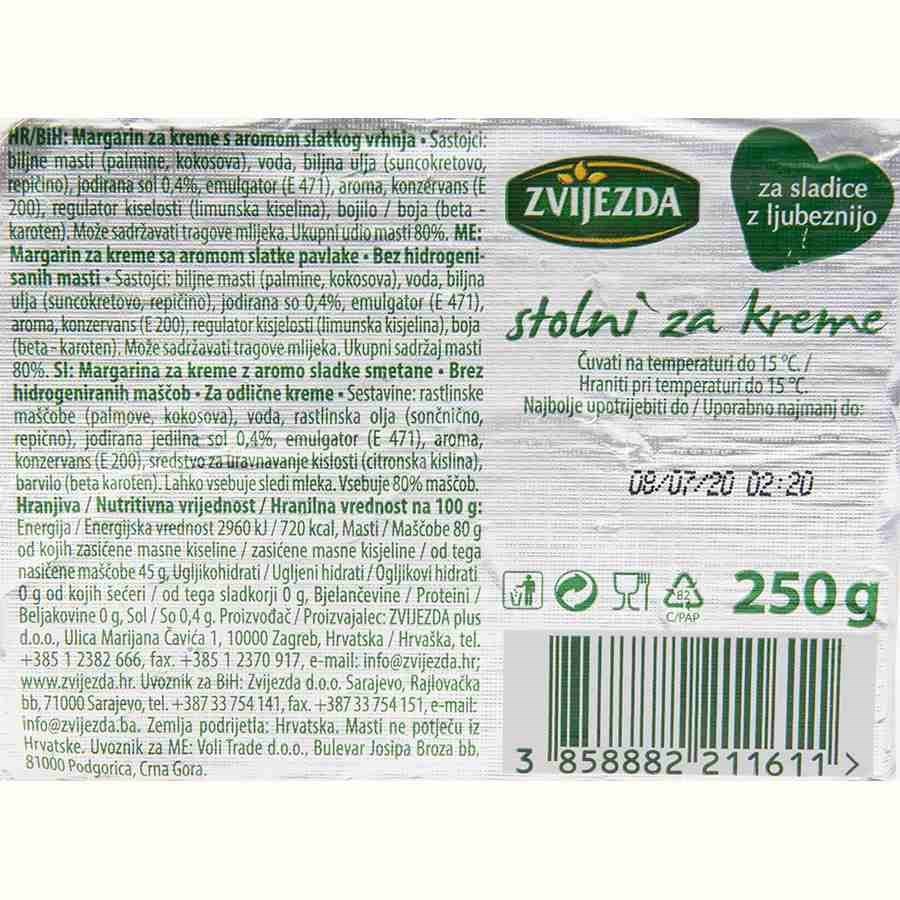 HR/BiH: Margarin za kreme s aromom slatkog vrhnja • Sastojci:
biljne masti (palmine, kokosova), voda, biljna ulja (suncokretovo,
repičino), jodirana sol 0,4%, emulgator (E 471), aroma, konzervans (E
200), regulator kiselosti (limunska kiselina), bojilo / boja (beta -
karoten). Može sadržavati tragove mlijeka. Ukupni udio masti 80%. ME:
Margarin za kreme sa aromom slatke pavlake • Bez hidrogeni-
sanih masti • Sastojci: biljne masti (palmine, kokosova), voda, biljna
ulja (suncokretovo, repičino), jodirana so 0,4%, emulgator (E 471),
aroma, konzervans (E 200), regulator kisjelosti (limunska kisjelina), boja
(beta - karoten). Može sadržavati tragove mlijeka. Ukupni sadržaj masti
80%. SI: Margarina za kreme z aromo sladke smetane • Brez
hidrogeniranih maščob • Za odlične kreme • Sestavine: rastlinske
maščobe (palmove, kokosova), voda, rastlinska olja (sončnično,
repično), jodirana jedilna sol 0,4%, emulgator (E 471), aroma,
konzervans (E 200), sredstvo za uravnavanje kislosti (citronska kislina),
barvilo (beta karoten). Lahko vsebuje sledi mleka. Vsebuje 80% maščob.
Hranjiva / Nutritivna vrijednost / Hranilna vrednost na 100 g:
Energija / Energijska vrednost 2960 kJ / 720 kcal, Masti / Maščobe 80 g
od kojih zasićene masne kiseline / zasićene masne kisjeline / od tega
nasičene maščobe 45 g, Ugljikohidrati / Ugljeni hidrati / Ogljikovi hidrati
0 g od kojih šećeri / od tega sladkorji 0 g, Bjelančevine / Proteini /
Beljakovine 0 g, Sol / So 0,4 g. Proizvođač / Proizvajalec: ZVIJEZDA plus
d.o.o., Ulica Marijana Čavića 1, 10000 Zagreb, Hrvatska / Hrvaška, tel.
+385 1 2382 666, fax. +385 1 2370 917, e-mail: info@zvijezda.hr;
www.zvijezda.hr. Uvoznik za BiH: Zvijezda d.o.o. Sarajevo, Rajlovačka
bb, 71000 Sarajevo, tel. +387 33 754 141, fax. +387 33 754 151, e-mail:
info@zvijezda.ba. Zemlja podrijetla: Hrvatska. Masti ne potječu iz
Hrvatske. Uvoznik za ME: Voli Trade d.o.o., Bulevar Josipa Broza bb,
81000 Podgorica, Crna Gora.
ZVIJEZDA
za sladice
z ljubeznijo
stolni za kreme
Čuvati na temperaturi do 15 °C. /
Hraniti pri temperaturi do 15 °C.
Najbolje upotrijebiti do / Uporabno najmanj do:
08/07/20 02:20
82
C/PAP
250 g
3 858882 211611 >